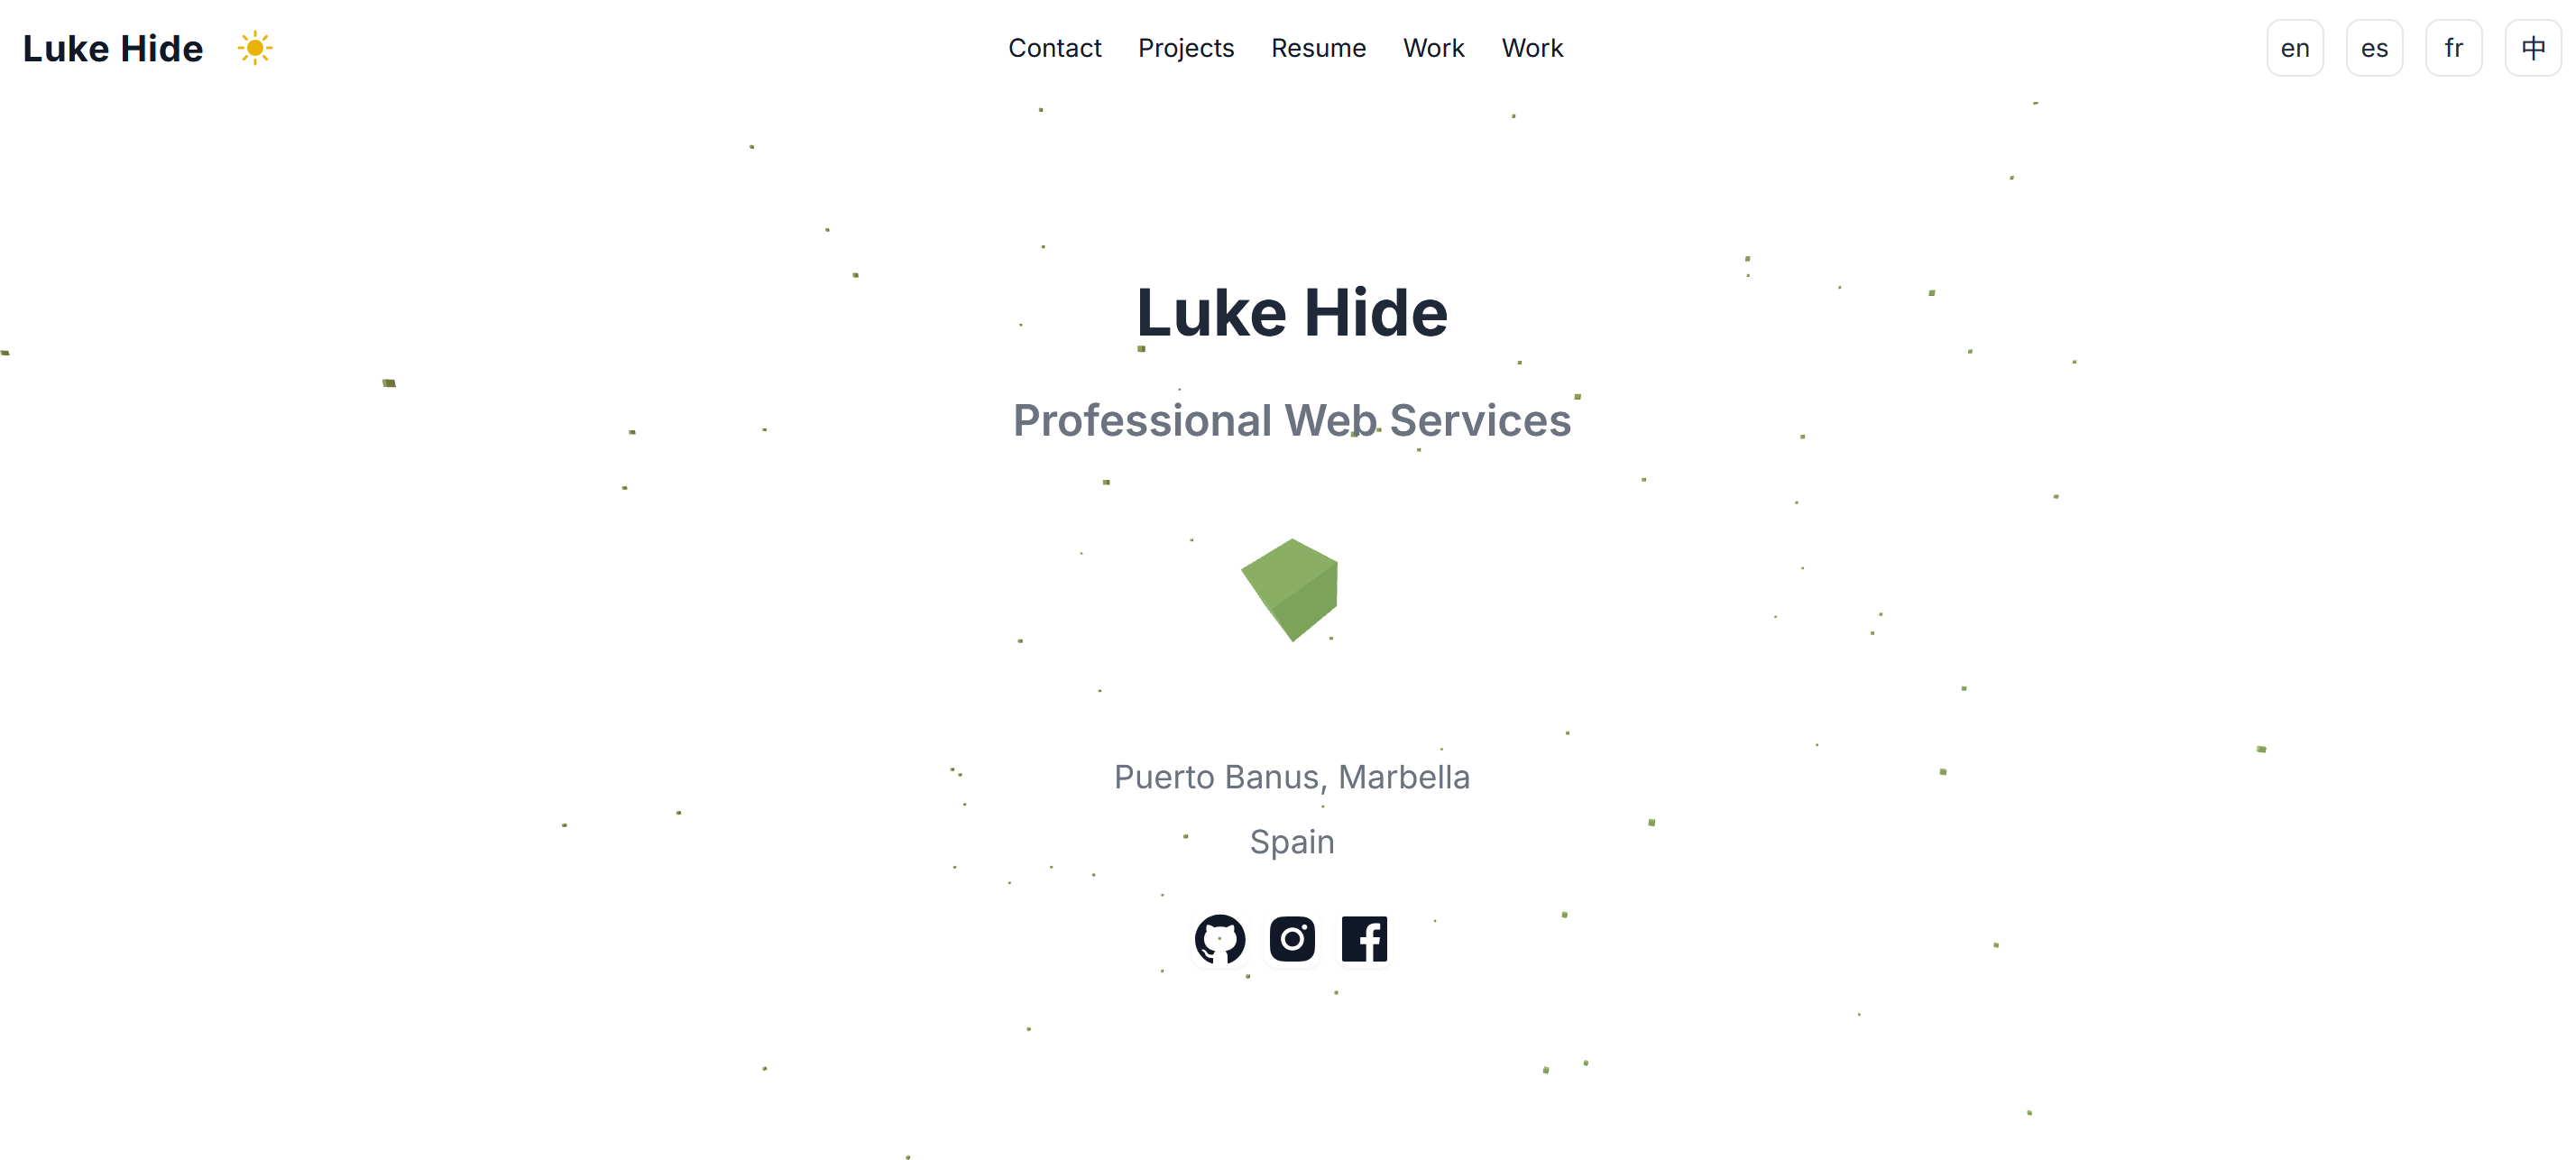 Luke Hide
Contact Projects Resume Work Work
en es fr 中
Luke Hide
Professional Web Services
Puerto Banus, Marbella
Spain